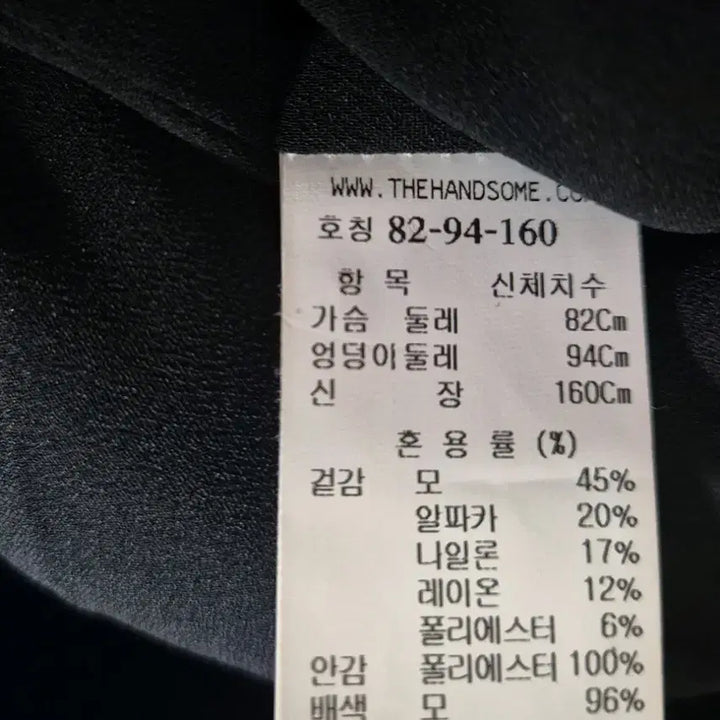 WWW.THEHANDSOME.CO
호칭 82-94-160
항 목 신체치수
가슴 둘레 82Cm
엉덩이둘레 94Cm
신 장 160Cm
혼 용 률 (%)
겉감 모 45%
알파카 20%
나일론 17%
레이온 12%
폴리에스터 6%
안감 폴리에스터 100%
배색 모 96%